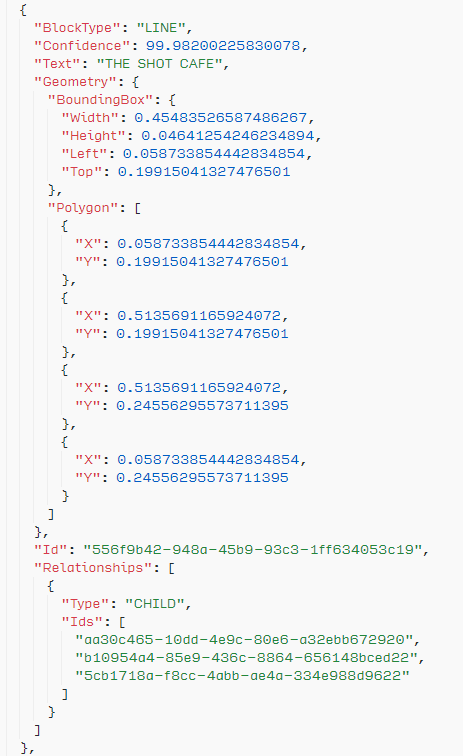 {
"BlockType": "LINE",
"Confidence": 99.98200225830078,
"Text": "THE SHOT CAFE",
"Geometry": {
"BoundingBox": {
"Width": 0.45483526587486267,
"Height": 0.04641254246234894,
"Left": 0.058733854442834854,
"Top": 0.19915041327476501
},
"Polygon": [
{
"X": 0.058733854442834854,
"Y": 0.19915041327476501
},
{
"X": 0.5135691165924072,
"Y": 0.19915041327476501
},
{
"X": 0.5135691165924072,
"Y": 0.24556295573711395
},
{
"X": 0.058733854442834854,
"Y": 0.24556295573711395
}
]
},
"Id": "556f9b42-948a-45b9-93c3-1ff634053c19",
"Relationships": [
{
"Type": "CHILD",
"Ids": [
"aa30c465-10dd-4e9c-80e6-a32ebb672920",
"b10954a4-85e9-436c-8864-656148bced22",
"5cb1718a-f8cc-4abb-ae4a-334e988d9622"
]
}
]
},